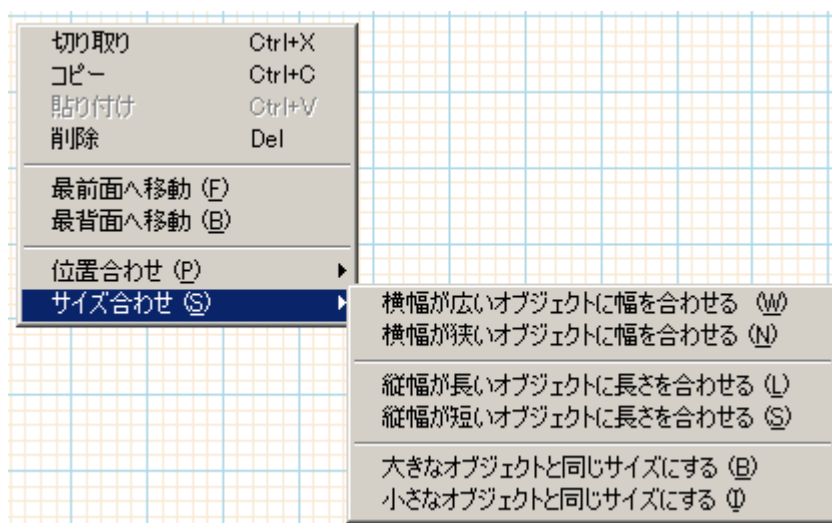 切り取り Ctrl+X
コピー Ctrl+C
貼り付け Ctrl+V
削除 Del
最前面へ移動 (F)
最背面へ移動 (B)
位置合わせ (P)
サイズ合わせ (S)
横幅が広いオブジェクトに幅を合わせる (W)
横幅が狭いオブジェクトに幅を合わせる (N)
縦幅が長いオブジェクトに長さを合わせる (L)
縦幅が短いオブジェクトに長さを合わせる (S)
大きなオブジェクトと同じサイズにする (B)
小さなオブジェクトと同じサイズにする (I)